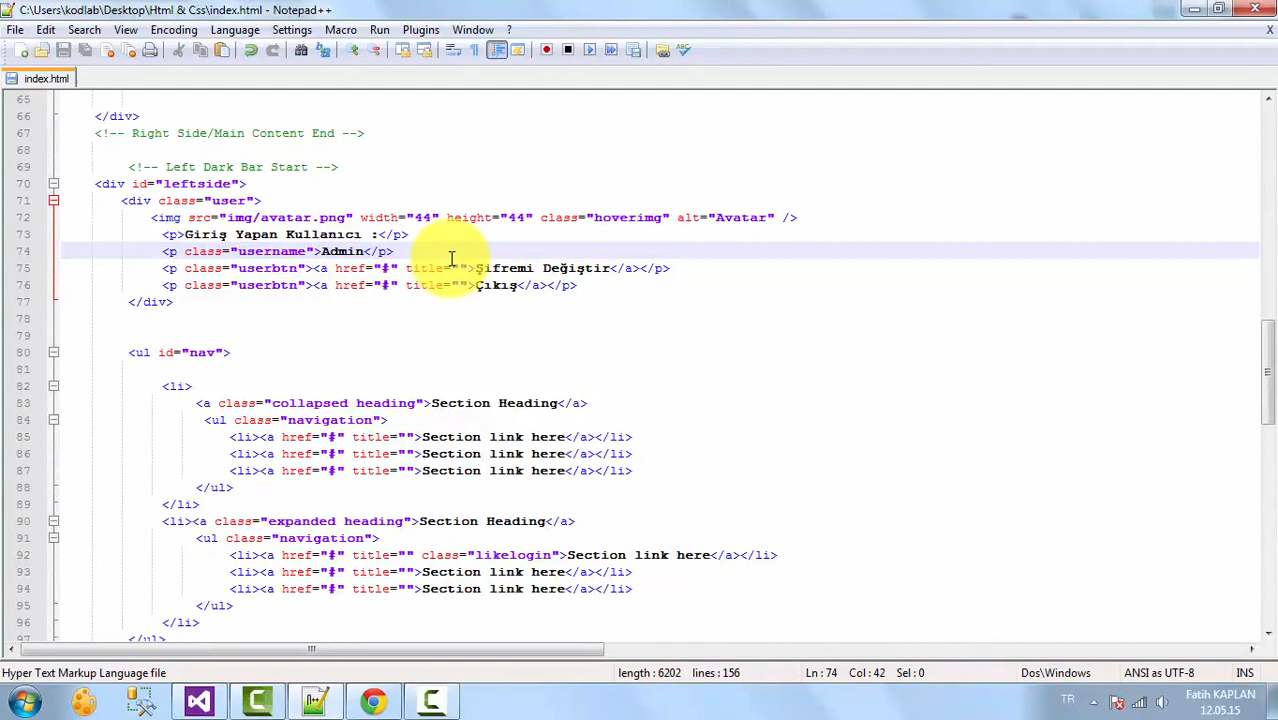 C:\Users\kodlab\Desktop\Html & Css\index.html - Notepad++
File Edit Search View Encoding Language Settings Macro Run Plugins Window ? X
index.html
65
66 </div>
67 <!-- Right Side/Main Content End -->
68
69 <!-- Left Dark Bar Start -->
70 <div id="leftside">
71 <div class="user">
72 <img src="img/avatar.png" width="44" height="44" class="hoverimg" alt="Avatar" />
73 <p>Giriş Yapan Kullanıcı :</p>
74 <p class="username">Admin</p>
75 <p class="userbtn"><a href="#" title="">Şifremi Değiştir</a></p>
76 <p class="userbtn"><a href="#" title="">Çıkış</a></p>
77 </div>
78
79
80 <ul id="nav">
81
82 <li>
83 <a class="collapsed heading">Section Heading</a>
84 <ul class="navigation">
85 <li><a href="#" title="">Section link here</a></li>
86 <li><a href="#" title="">Section link here</a></li>
87 <li><a href="#" title="">Section link here</a></li>
88 </ul>
89 </li>
90 <li><a class="expanded heading">Section Heading</a>
91 <ul class="navigation">
92 <li><a href="#" title="" class="likelogin">Section link here</a></li>
93 <li><a href="#" title="">Section link here</a></li>
94 <li><a href="#" title="">Section link here</a></li>
95 </ul>
96 </li>
97 </ul>
Hyper Text Markup Language file length : 6202 lines : 156 Ln : 74 Col : 42 Sel : 0 Dos\Windows ANSI as UTF-8 INS
TR Fatih KAPLAN
12.05.15